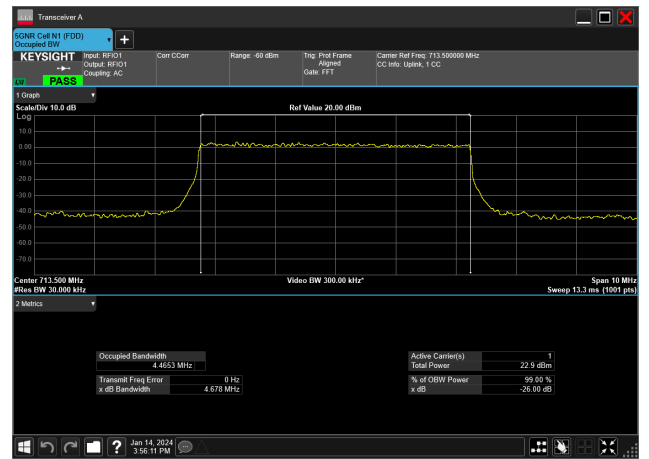 Transceiver A
5GNR Cell N1 (FDD)
Occupied BW
KEYSIGHT
Input: RFIO1
Output: RFIO1
Coupling: AC
Corr CCorr
Range: -60 dBm
Trig: Prot Frame
Aligned
Gate: FFT
Carrier Ref Freq: 713.500000 MHz
CC Info: Uplink, 1 CC
PASS
1 Graph
Scale/Div 10.0 dB
Ref Value 20.00 dBm
Log
10.0
0.00
-10.0
-20.0
-30.0
-40.0
-50.0
-60.0
-70.0
Center 713.500 MHz
Video BW 300.00 kHz*
Span 10 MHz
#Res BW 30.000 kHz
Sweep 13.3 ms (1001 pts)
2 Metrics
Occupied Bandwidth
4.4653 MHz
Active Carrier(s) 1
Total Power 22.9 dBm
Transmit Freq Error 0 Hz
x dB Bandwidth 4.678 MHz
% of OBW Power 99.00 %
x dB -26.00 dB
Jan 14, 2024
3:56:11 PM